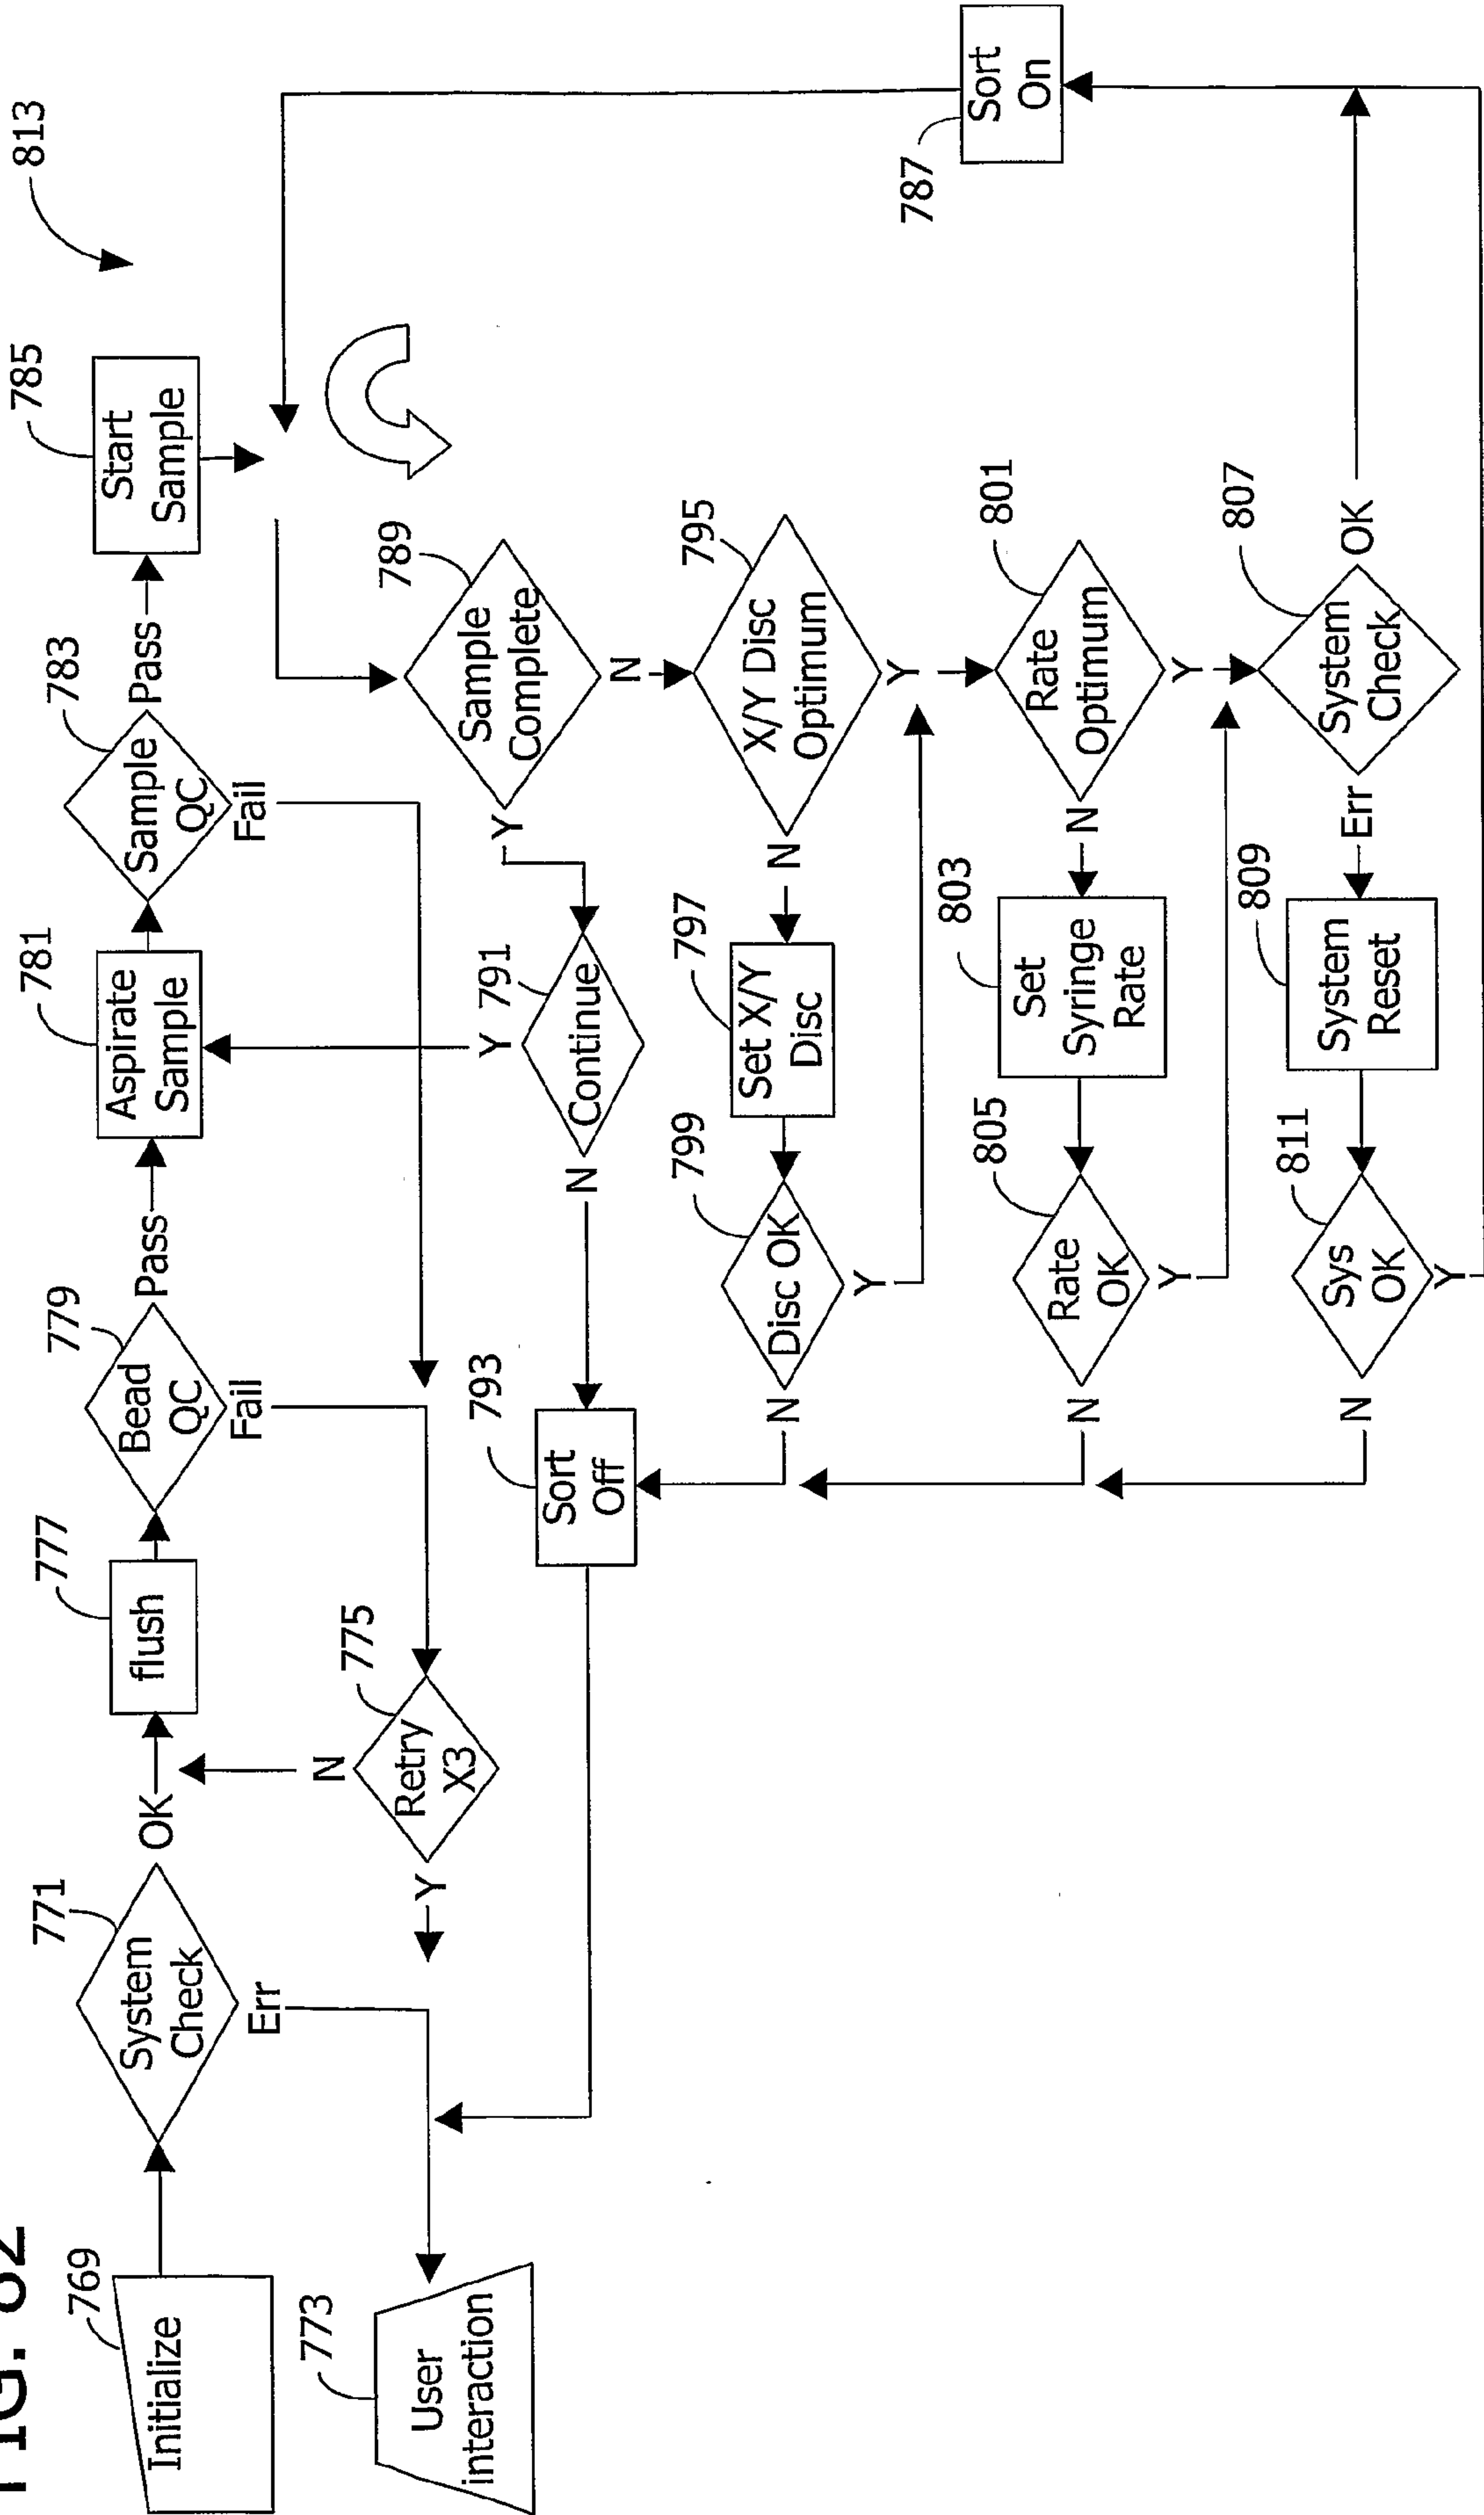 FIG.
769
771
777
779
781
783
785
813
Initialize
System
Check
OK
flush
Bead
QC
Pass
Aspirate
Sample
Sample
QC
Pass
Start
Sample
Err
Fail
Fail
773
User
interaction
Y
Retry
X3
N
775
793
Sort
Off
N
Continue
Y
791
Y
Sample
Complete
789
N
799
797
795
N
Disc OK
Y
Set X/Y
Disc
N
X/Y Disc
Optimum
Y
787
Sort
On
805
803
801
N
Rate
OK
Y
Set
Syringe
Rate
N
Rate
Optimum
Y
811
809
807
N
Sys
OK
Y
System
Reset
Err
System
Check
OK